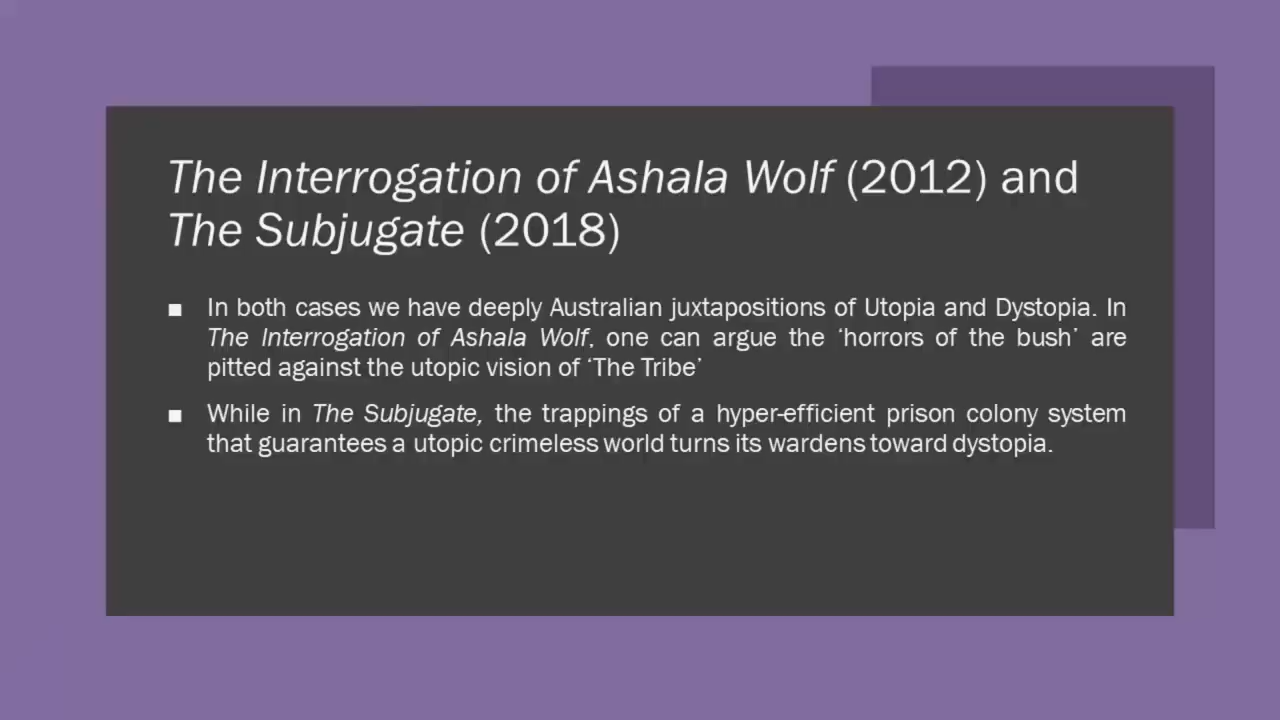 The Interrogation of Ashala Wolf (2012) and
The Subjugate (2018)
▪ In both cases we have deeply Australian juxtapositions of Utopia and Dystopia. In
The Interrogation of Ashala Wolf, one can argue the ‘horrors of the bush’ are
pitted against the utopic vision of ‘The Tribe’
▪ While in The Subjugate, the trappings of a hyper-efficient prison colony system
that guarantees a utopic crimeless world turns its wardens toward dystopia.